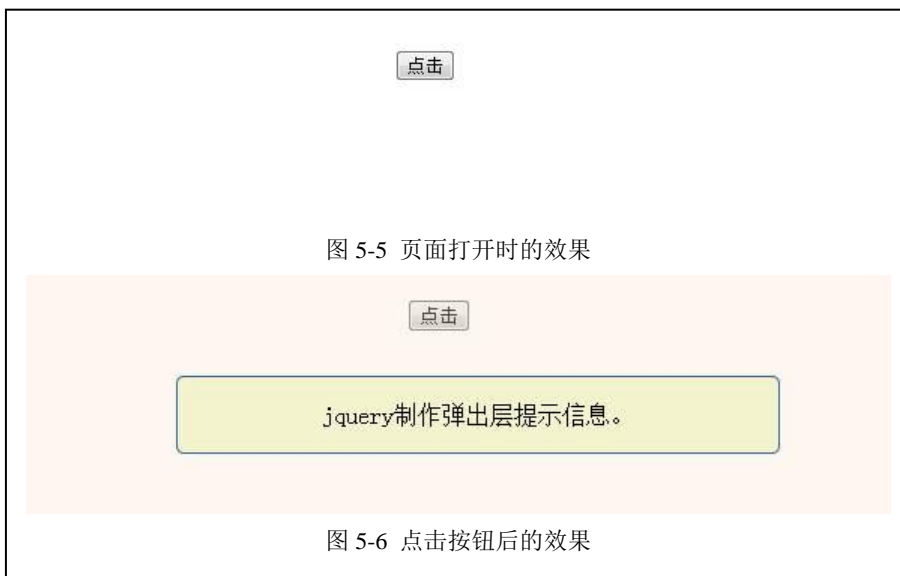 点击
图 5-5 页面打开时的效果
点击
jquery制作弹出层提示信息。
图 5-6 点击按钮后的效果